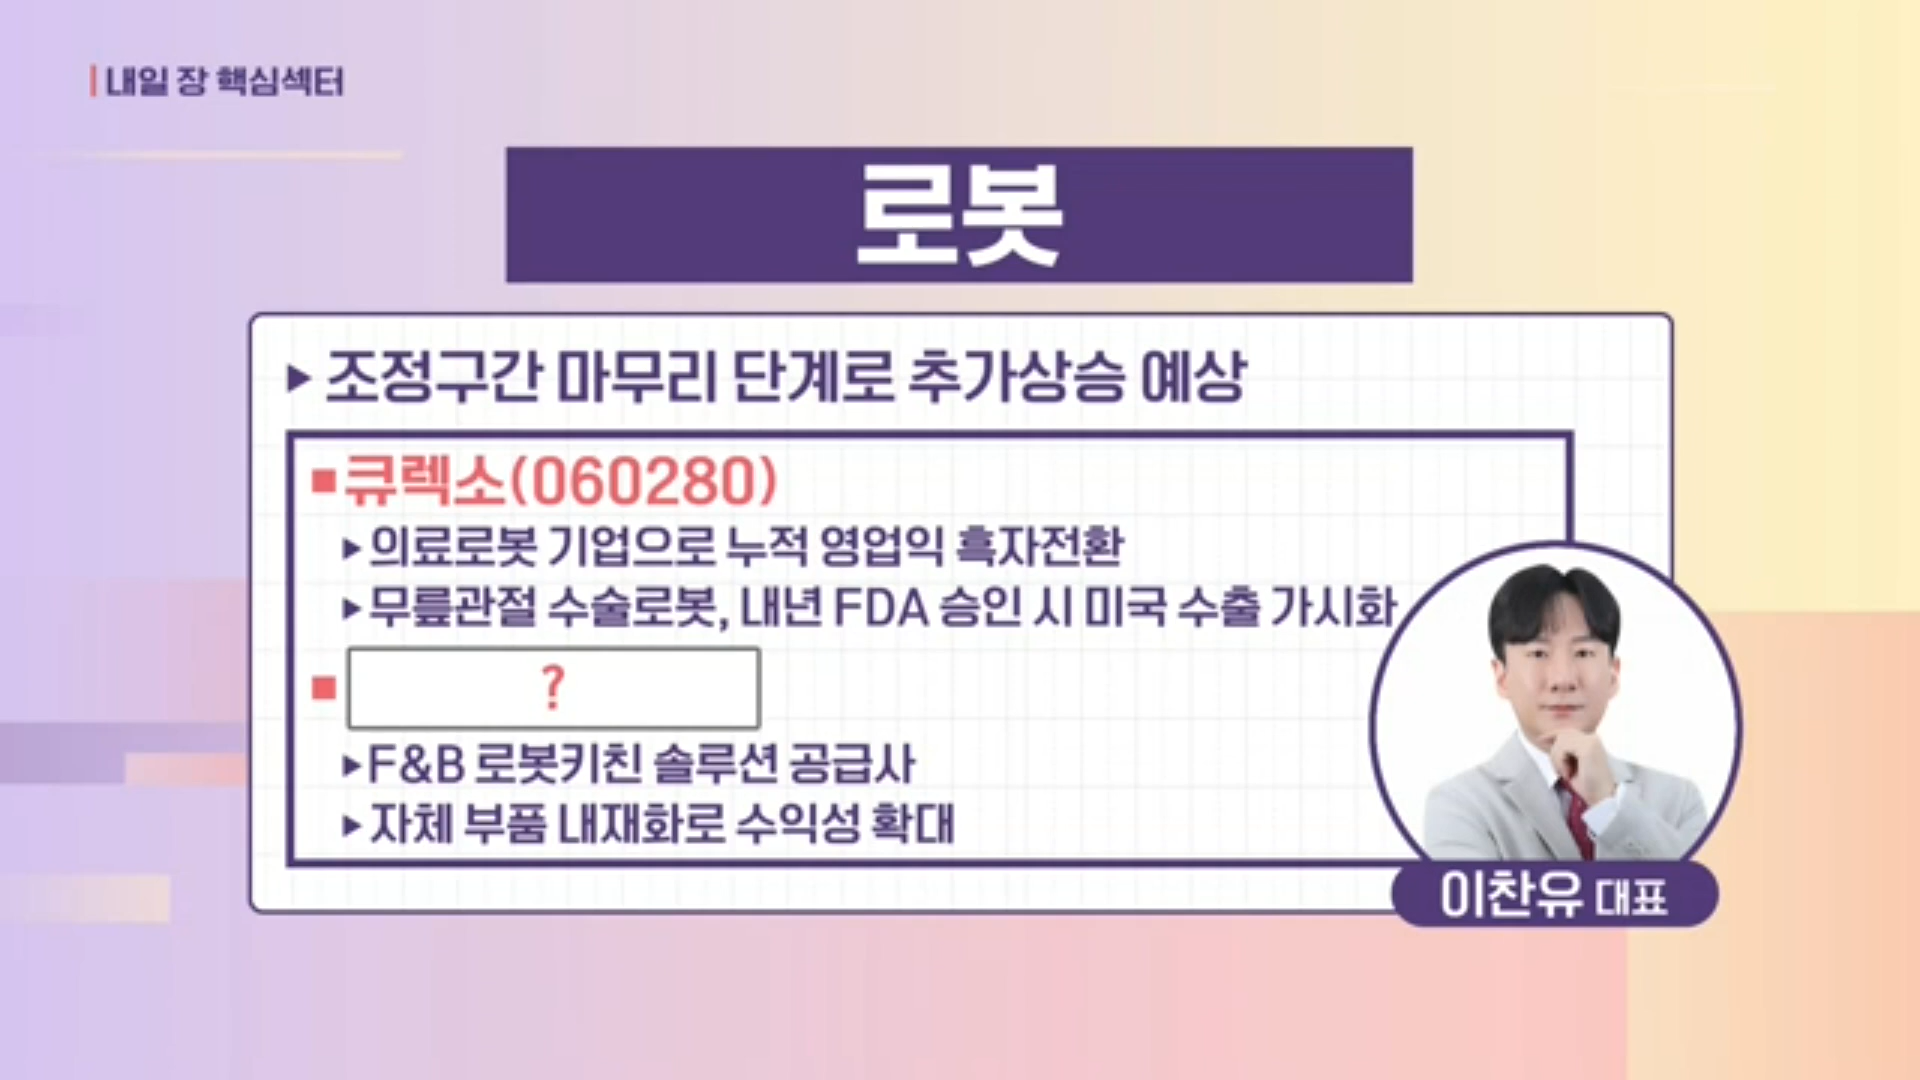 내일 장 핵심섹터
로봇
▶ 조정구간 마무리 단계로 추가상승 예상
■ 큐렉소(060280)
▶ 의료로봇 기업으로 누적 영업익 흑자전환
▶ 무릎관절 수술로봇, 내년 FDA 승인 시 미국 수출 가시화
■ ?
▶ F&B 로봇키친 솔루션 공급사
▶ 자체 부품 내재화로 수익성 확대
이찬유 대표